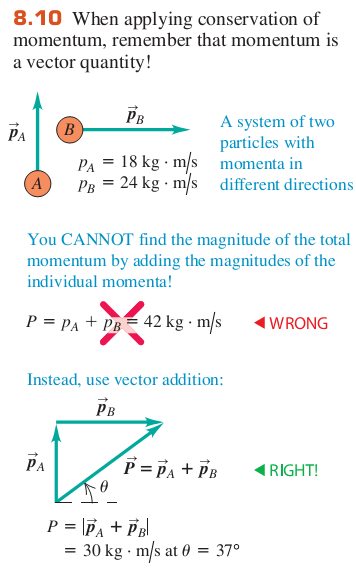 8.10 When applying conservation of
momentum, remember that momentum is
a vector quantity!
p⃗A
B
p⃗B
A
pA = 18 kg · m/s
pB = 24 kg · m/s
A system of two
particles with
momenta in
different directions
You CANNOT find the magnitude of the total
momentum by adding the magnitudes of the
individual momenta!
P = pA + pB = 42 kg · m/s
◀ WRONG
Instead, use vector addition:
p⃗B
p⃗A
P⃗ = p⃗A + p⃗B
◀ RIGHT!
θ
P = |p⃗A + p⃗B|
= 30 kg · m/s at θ = 37°